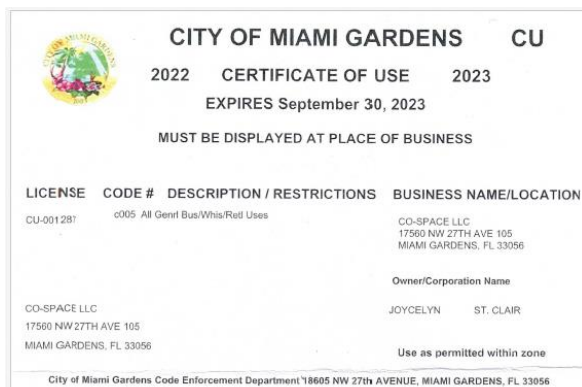 CITY OF MIAMI GARDENS CU
2022 CERTIFICATE OF USE 2023
EXPIRES September 30, 2023
MUST BE DISPLAYED AT PLACE OF BUSINESS
LICENSE CODE # DESCRIPTION / RESTRICTIONS BUSINESS NAME/LOCATION
CU-001287 c005 All Genrl Bus/Whis/Retl Uses
CO-SPACE LLC
17560 NW 27TH AVE 105
MIAMI GARDENS, FL 33056
Owner/Corporation Name
JOYCELYN ST. CLAIR
CO-SPACE LLC
17560 NW 27TH AVE 105
MIAMI GARDENS, FL 33056
Use as permitted within zone
City of Miami Gardens Code Enforcement Department 18605 NW 27th AVENUE, MIAMI GARDENS, FL 33056